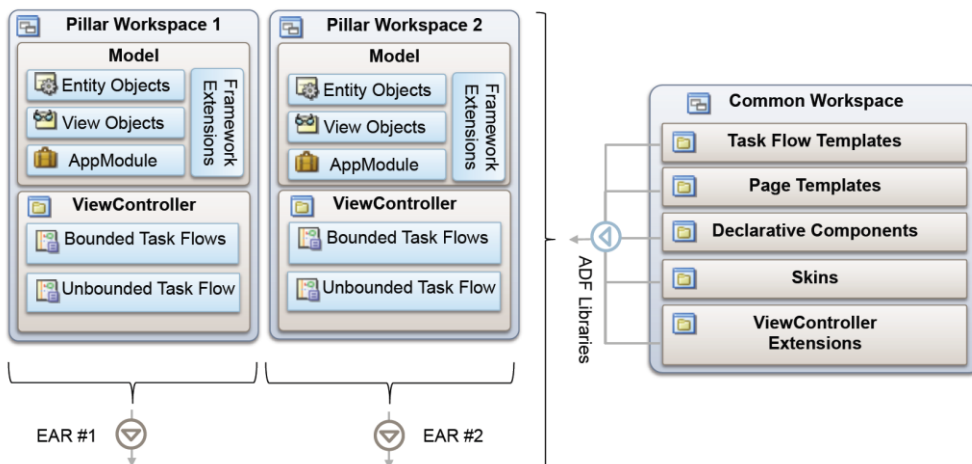 Pillar Workspace 1
Model
Entity Objects
View Objects
AppModule
Framework
Extensions
ViewController
Bounded Task Flows
Unbounded Task Flow
EAR #1
Pillar Workspace 2
Model
Entity Objects
View Objects
AppModule
Framework
Extensions
ViewController
Bounded Task Flows
Unbounded Task Flow
EAR #2
ADF Libraries
Common Workspace
Task Flow Templates
Page Templates
Declarative Components
Skins
ViewController
Extensions